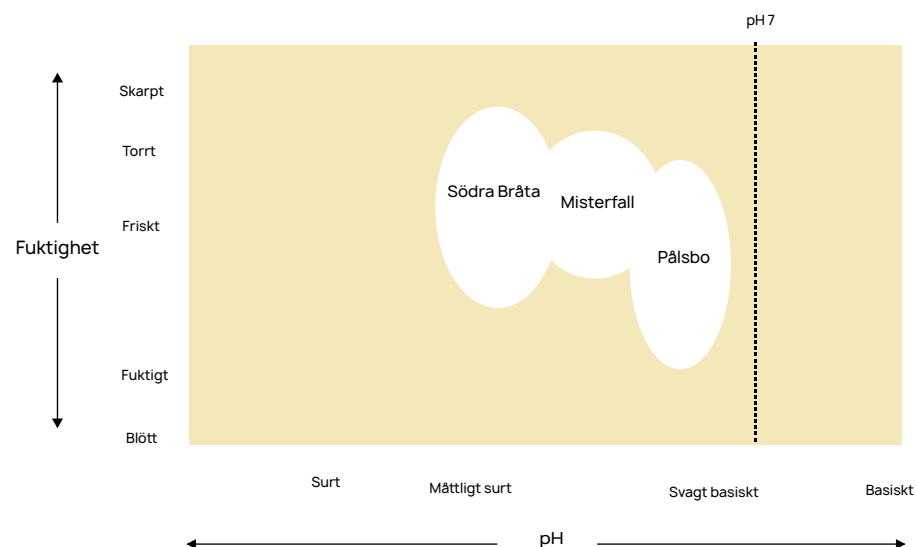 pH 7
Skarpt
Torrt
Södra Bråta
Misterfall
Friskt
Fuktighet
Pålsbo
Fuktigt
Blött
Surt
Måttligt surt
Svagt basiskt
Basiskt
pH